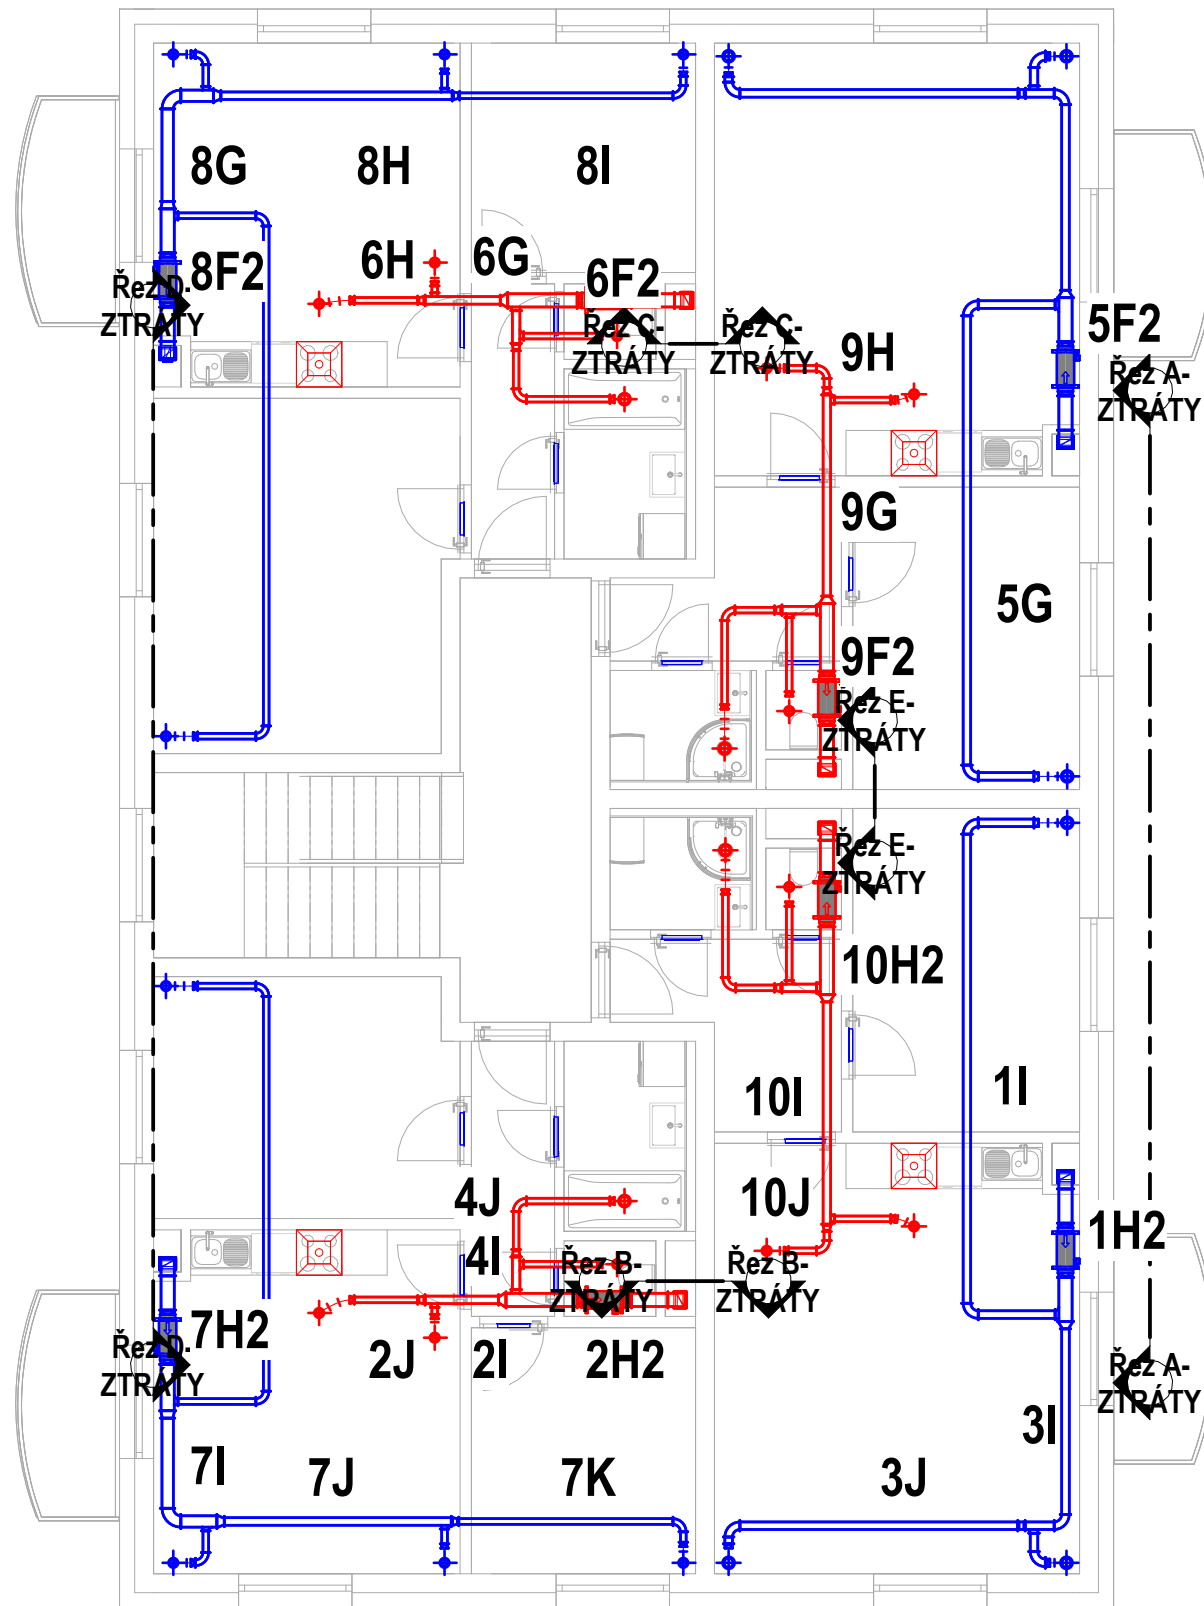 8G
8H
8I
6H
6G
6F2
8F2
Řez D-
ZTRÁTY
Řez C-
ZTRÁTY
Řez C-
ZTRÁTY
9H
5F2
Řez A-
ZTRÁTY
9G
5G
9F2
Řez E-
ZTRÁTY
Řez E-
ZTRÁTY
10H2
10I
1I
4J
10J
4I
1H2
Řez B-
ZTRÁTY
Řez B-
ZTRÁTY
7H2
Řez D-
ZTRÁTY
2J
2I
2H2
Řez A-
ZTRÁTY
3I
7I
7J
7K
3J